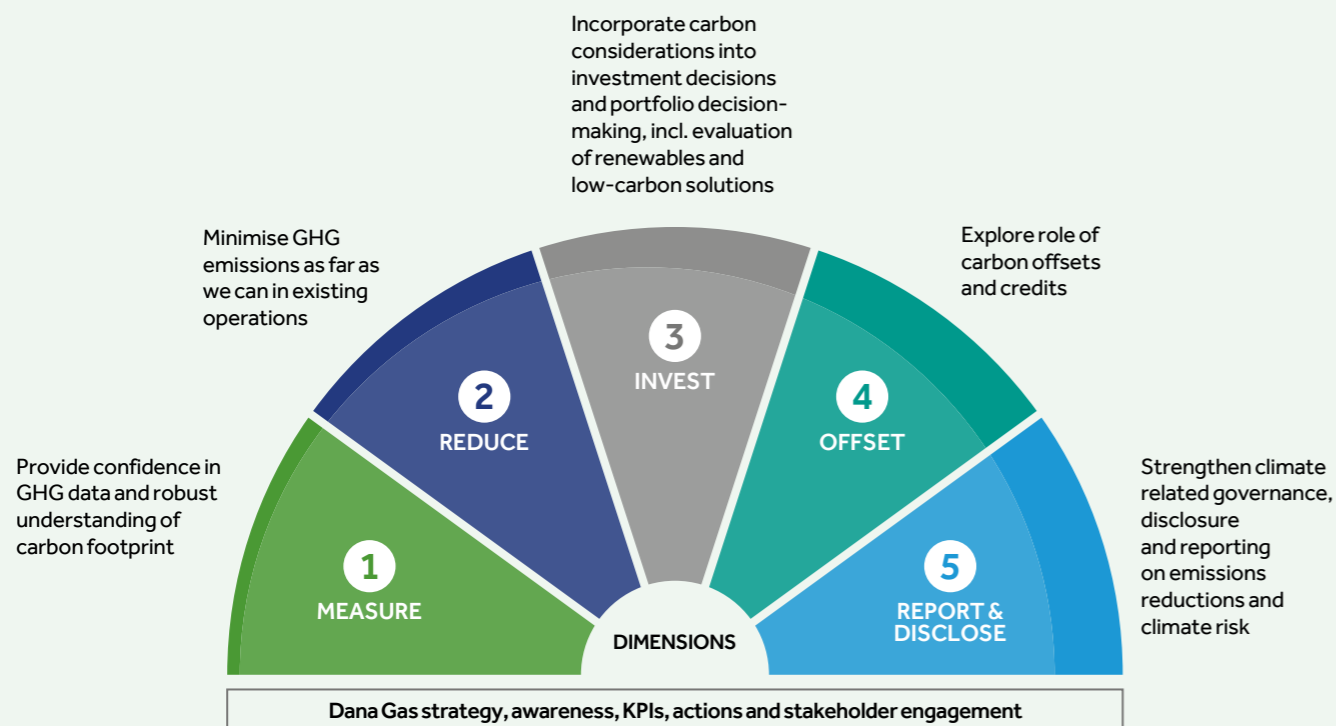 Provide confidence in
GHG data and robust
understanding of
carbon footprint
1
MEASURE
Minimise GHG
emissions as far as
we can in existing
operations
2
REDUCE
Incorporate carbon
considerations into
investment decisions
and portfolio decision-
making, incl. evaluation
of renewables and
low-carbon solutions
3
INVEST
Explore role of
carbon offsets
and credits
4
OFFSET
Strengthen climate
related governance,
disclosure
and reporting
on emissions
reductions and
climate risk
5
REPORT &
DISCLOSE
DIMENSIONS
Dana Gas strategy, awareness, KPIs, actions and stakeholder engagement